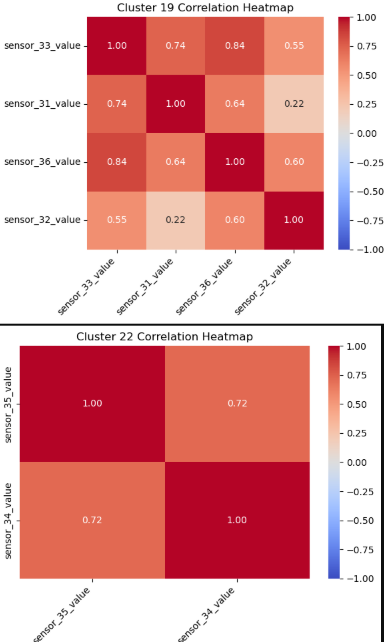 Cluster 19 Correlation Heatmap
sensor_33_value
1.00 0.74 0.84 0.55
sensor_31_value
0.74 1.00 0.64 0.22
sensor_36_value
0.84 0.64 1.00 0.60
sensor_32_value
0.55 0.22 0.60 1.00
sensor_33_value
sensor_31_value
sensor_36_value
sensor_32_value
1.00
0.75
0.50
0.25
0.00
−0.25
−0.50
−0.75
−1.00
Cluster 22 Correlation Heatmap
sensor_35_value
1.00 0.72
sensor_34_value
0.72 1.00
sensor_35_value
sensor_34_value
1.00
0.75
0.50
0.25
0.00
−0.25
−0.50
−0.75
−1.00